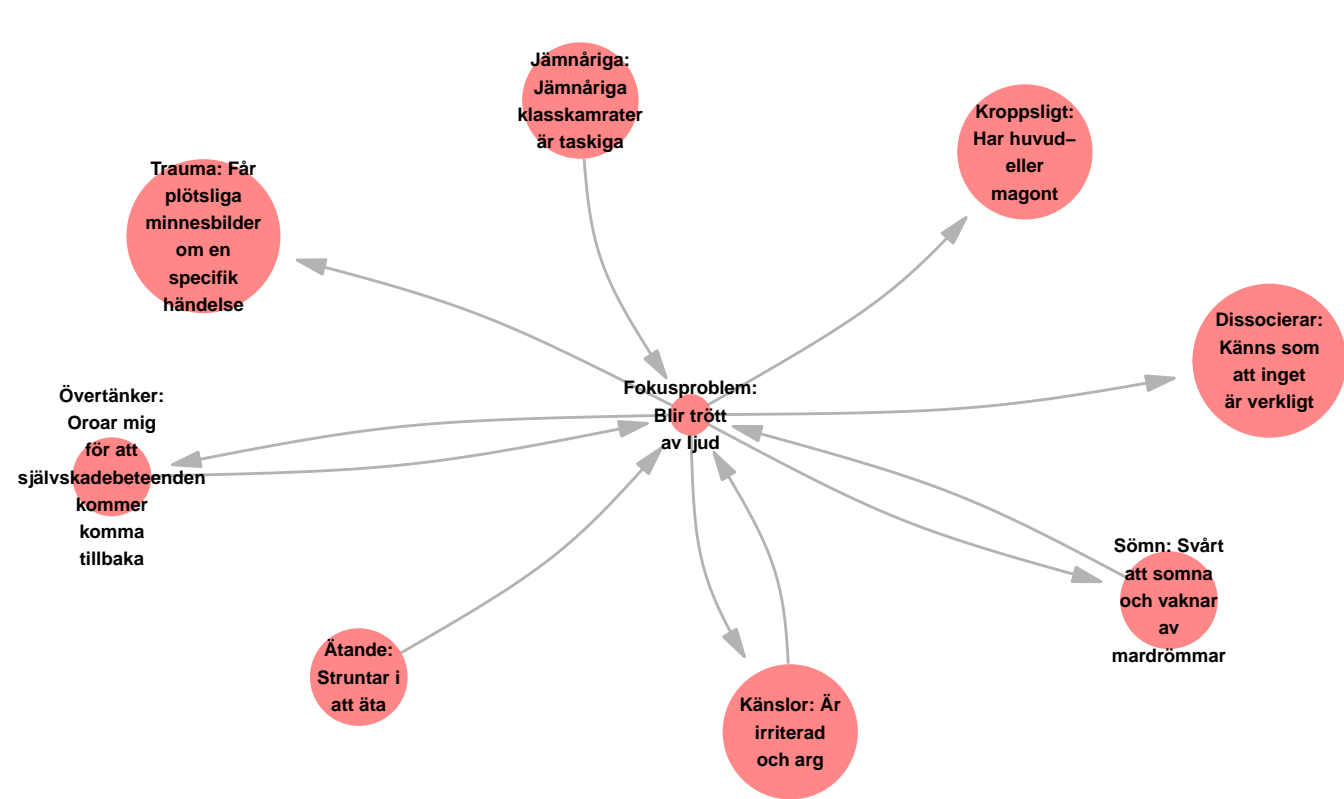 Jämnåriga:
Jämnåriga
klasskamrater
är taskiga
Kroppsligt:
Har huvud–
eller
magont
Trauma: Får
plötsliga
minnesbilder
om en
specifik
händelse
Dissocierar:
Känns som
att inget
är verkligt
Fokusproblem:
Blir trött
av ljud
Övertänker:
Oroar mig
för att
självskadebeteenden
kommer
komma
tillbaka
Sömn: Svårt
att somna
och vaknar
av
mardrömmar
Ätande:
Struntar i
att äta
Känslor: Är
irriterad
och arg